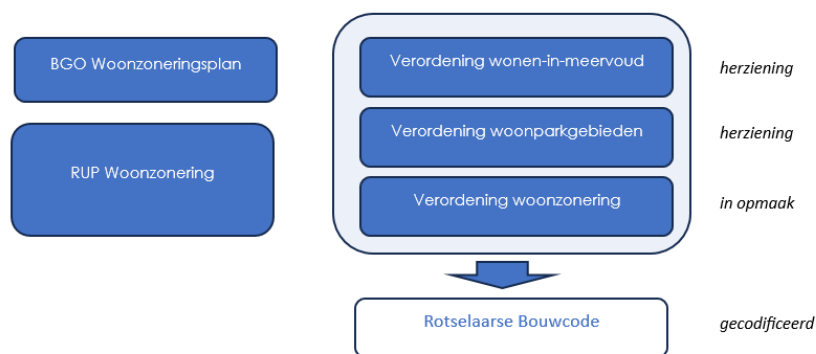 BGO Woonzoneringsplan
RUP Woonzonering
Verordening wonen-in-meervoud
herziening
Verordening woonparkgebieden
herziening
Verordening woonzonering
in opmaak
Rotselaarse Bouwcode
gecodificeerd